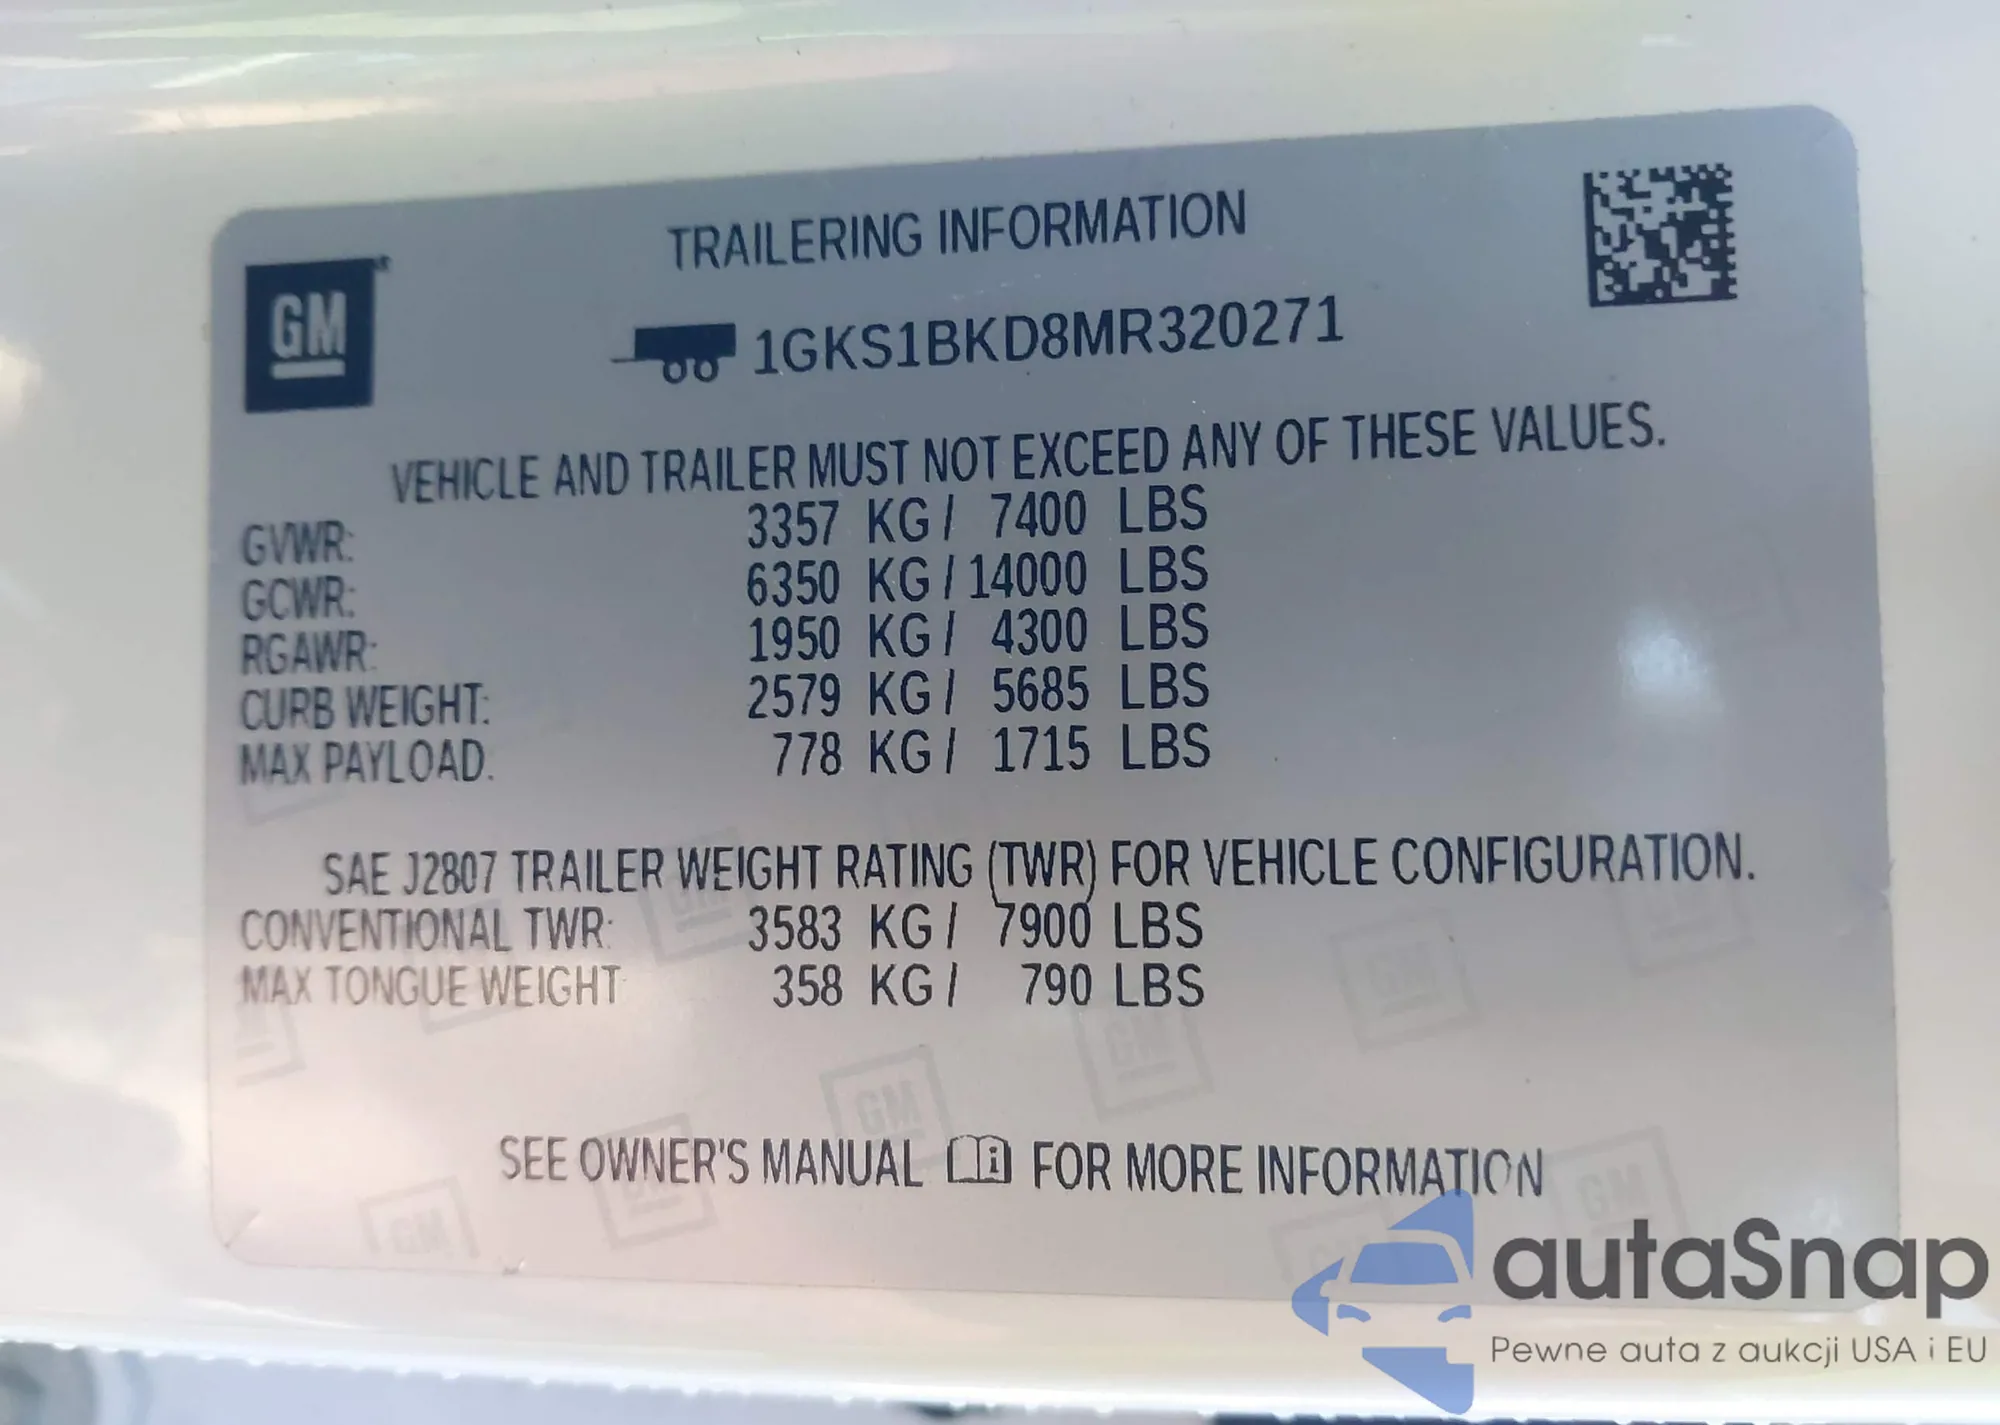 GM
TRAILERING INFORMATION
1GKS1BKD8MR320271
VEHICLE AND TRAILER MUST NOT EXCEED ANY OF THESE VALUES.
GVWR: 3357 KG / 7400 LBS
GCWR: 6350 KG / 14000 LBS
RGAWR: 1950 KG / 4300 LBS
CURB WEIGHT: 2579 KG / 5685 LBS
MAX PAYLOAD: 778 KG / 1715 LBS
SAE J2807 TRAILER WEIGHT RATING (TWR) FOR VEHICLE CONFIGURATION.
CONVENTIONAL TWR: 3583 KG / 7900 LBS
MAX TONGUE WEIGHT: 358 KG / 790 LBS
SEE OWNER'S MANUAL i FOR MORE INFORMATION
autaSnap
Pewne auta z aukcji USA i EU